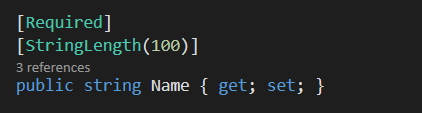 [Required]
[StringLength(100)]
3 references
public string Name { get; set; }